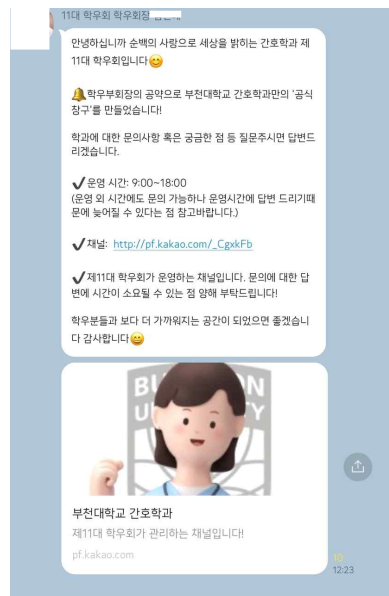 11대 학우회 학우회장
안녕하십니까 순백의 사랑으로 세상을 밝히는 간호학과 제
11대 학우회입니다😊
🔔학우부회장의 공약으로 부천대학교 간호학과만의 '공식
창구'를 만들었습니다!
학과에 대한 문의사항 혹은 궁금한 점 등 질문주시면 답변드
리겠습니다.
✔운영 시간: 9:00~18:00
(운영 외 시간에도 문의 가능하나 운영시간에 답변 드리기때
문에 늦어질 수 있다는 점 참고바랍니다.)
✔채널: http://pf.kakao.com/_CgxkFb
✔제11대 학우회가 운영하는 채널입니다. 문의에 대한 답
변에 시간이 소요될 수 있는 점 양해 부탁드립니다!
학우분들과 보다 더 가까워지는 공간이 되었으면 좋겠습니
다 감사합니다😄
부천대학교 간호학과
제11대 학우회가 관리하는 채널입니다!
pf.kakao.com
10
12:23